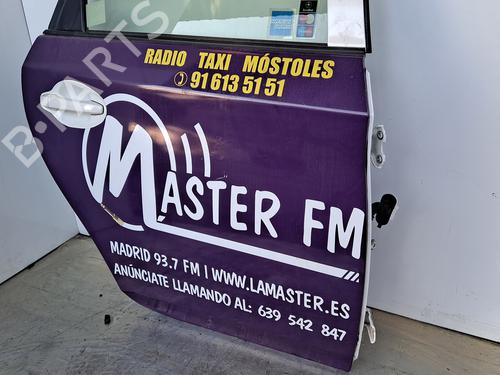 RADIO TAXI MÓSTOLES
91 613 51 51
MASTER FM
MADRID 93.7 FM | WWW.LAMASTER.ES
ANÚNCIATE LLAMANDO AL: 639 542 847
B-PARTS